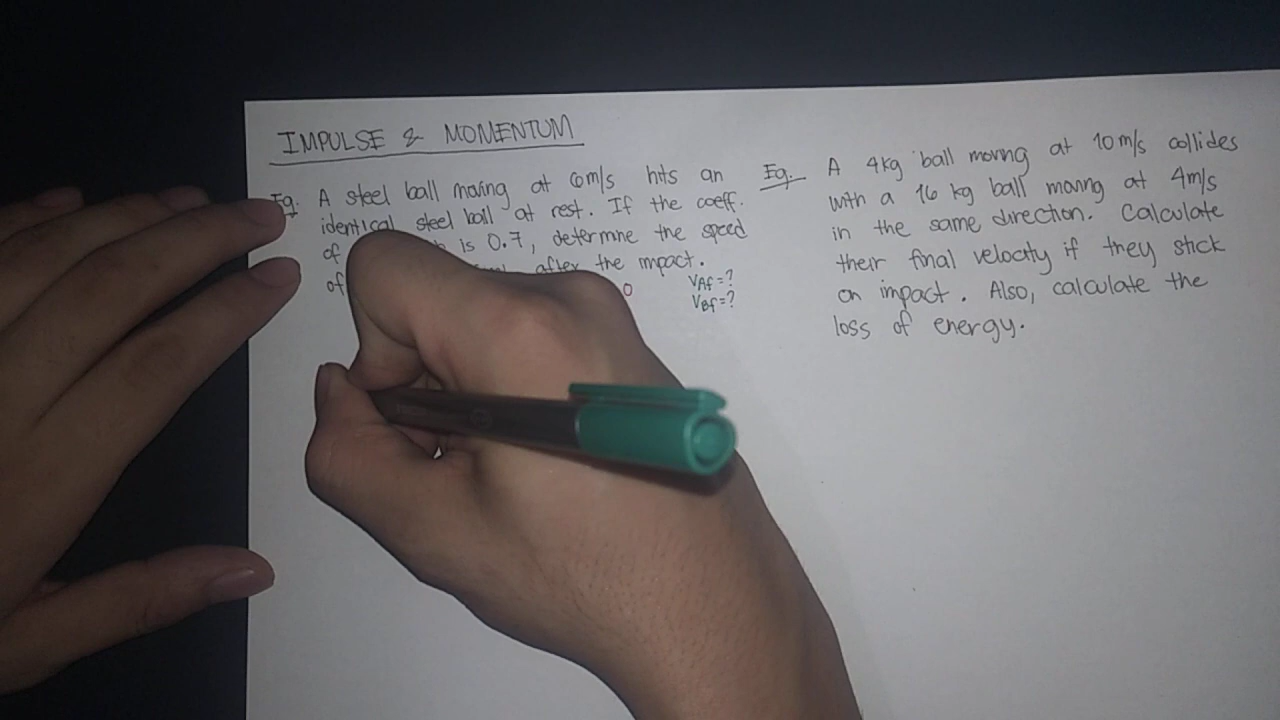 IMPULSE & MOMENTUM
Eg. A steel ball moving at 6m/s hits an
identical steel ball at rest. If the coeff.
of is 0.7, determine the speed
of after the impact.
0 VAf = ?
VBf = ?
Eg. A 4kg ball moving at 10m/s collides
with a 16 kg ball moving at 4m/s
in the same direction. Calculate
their final velocity if they stick
on impact. Also, calculate the
loss of energy.